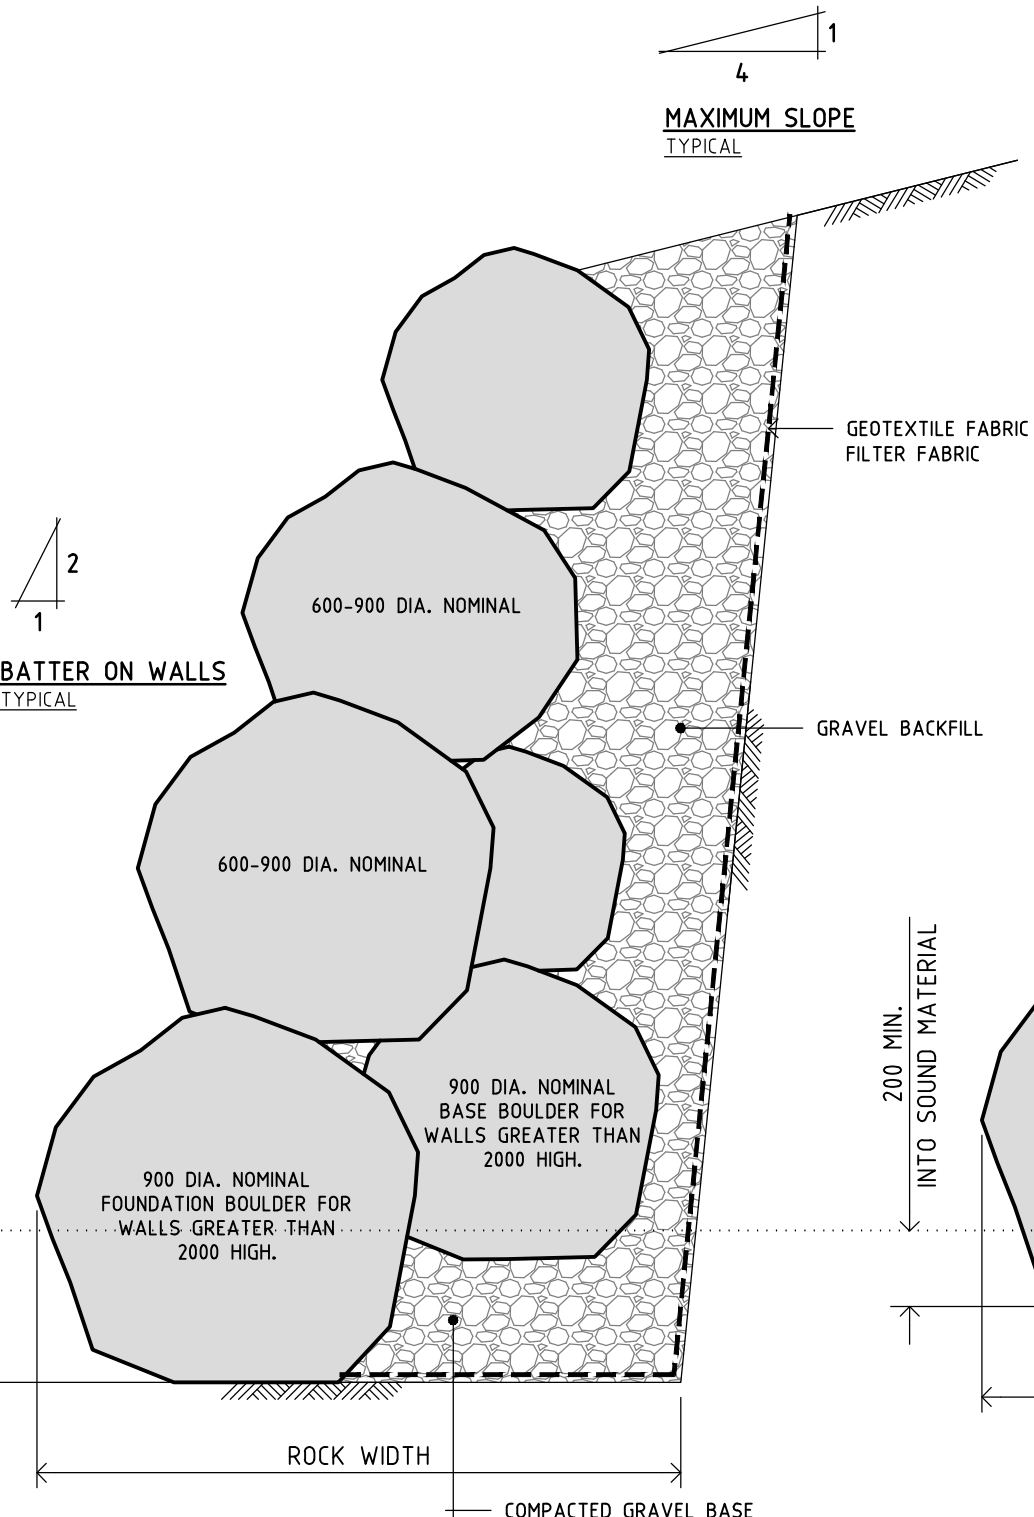 1
4
MAXIMUM SLOPE
TYPICAL
GEOTEXTILE FABRIC
FILTER FABRIC
2
1
BATTER ON WALLS
TYPICAL
600-900 DIA. NOMINAL
GRAVEL BACKFILL
600-900 DIA. NOMINAL
200 MIN.
INTO SOUND MATERIAL
900 DIA. NOMINAL
BASE BOULDER FOR
WALLS GREATER THAN
2000 HIGH.
900 DIA. NOMINAL
FOUNDATION BOULDER FOR
WALLS GREATER THAN
2000 HIGH.
ROCK WIDTH
COMPACTED GRAVEL BASE